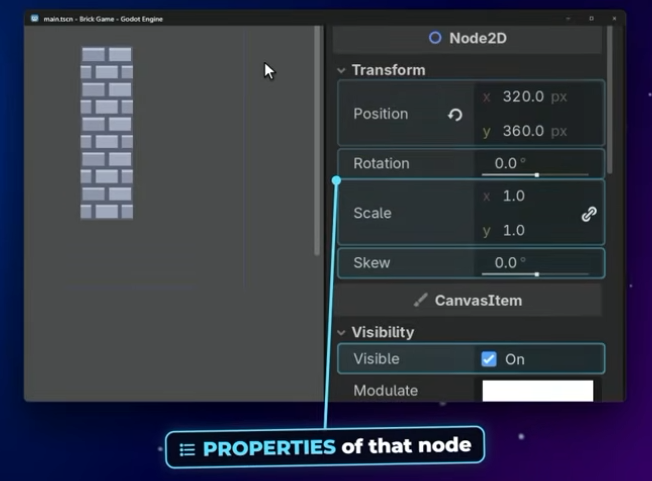 main.tscn - Brick Game - Godot Engine
Node2D
Transform
Position
x 320.0 px
y 360.0 px
Rotation 0.0 °
Scale
x 1.0
y 1.0
Skew 0.0 °
CanvasItem
Visibility
Visible On
Modulate
PROPERTIES of that node